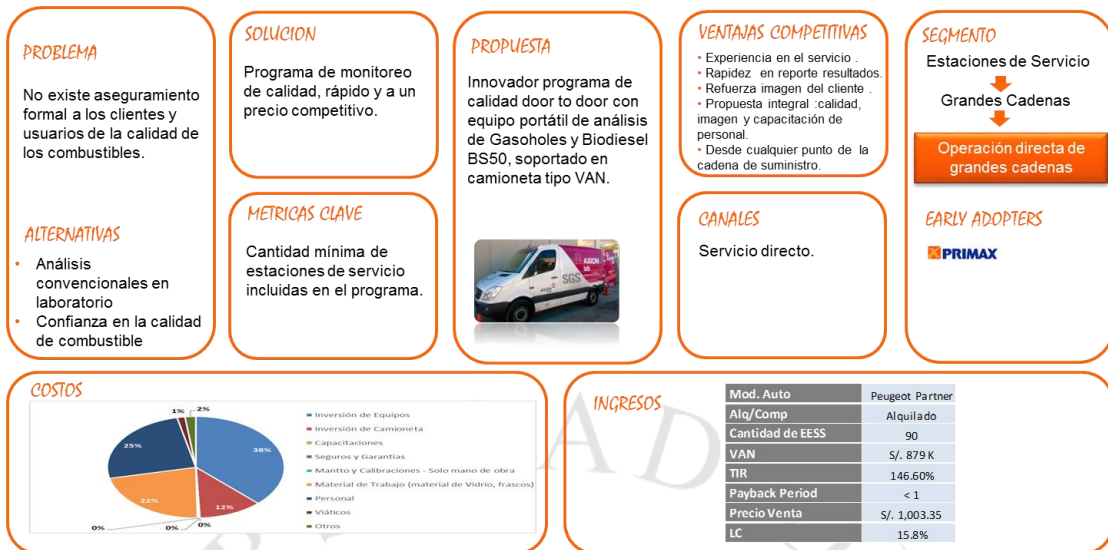 PROBLEMA
No existe aseguramiento
formal a los clientes y
usuarios de la calidad de
los combustibles.
ALTERNATIVAS
• Análisis
convencionales en
laboratorio
• Confianza en la calidad
de combustible
SOLUCION
Programa de monitoreo
de calidad, rápido y a un
precio competitivo.
METRICAS CLAVE
Cantidad mínima de
estaciones de servicio
incluidas en el programa.
PROPUESTA
Innovador programa de
calidad door to door con
equipo portátil de análisis
de Gasoholes y Biodiesel
BS50, soportado en
camioneta tipo VAN.
AXION
SGS
VENTAJAS COMPETITIVAS
• Experiencia en el servicio .
• Rapidez en reporte resultados.
• Refuerza imagen del cliente .
• Propuesta integral :calidad,
imagen y capacitación de
personal.
• Desde cualquier punto de la
cadena de suministro.
CANALES
Servicio directo.
SEGMENTO
Estaciones de Servicio
Grandes Cadenas
Operación directa de
grandes cadenas
EARLY ADOPTERS
PRIMAX
COSTOS
1%
2%
25%
38%
22%
12%
0%
0%
0%
Inversión de Equipos
Inversión de Camioneta
Capacitaciones
Seguros y Garantias
Mantto y Calibraciones - Solo mano de obra
Material de Trabajo (material de Vidrio, frascos)
Personal
Viáticos
Otros
INGRESOS
Mod. Auto Peugeot Partner
Alq/Comp Alquilado
Cantidad de EESS 90
VAN S/. 879 K
TIR 146.60%
Payback Period < 1
Precio Venta S/. 1,003.35
LC 15.8%